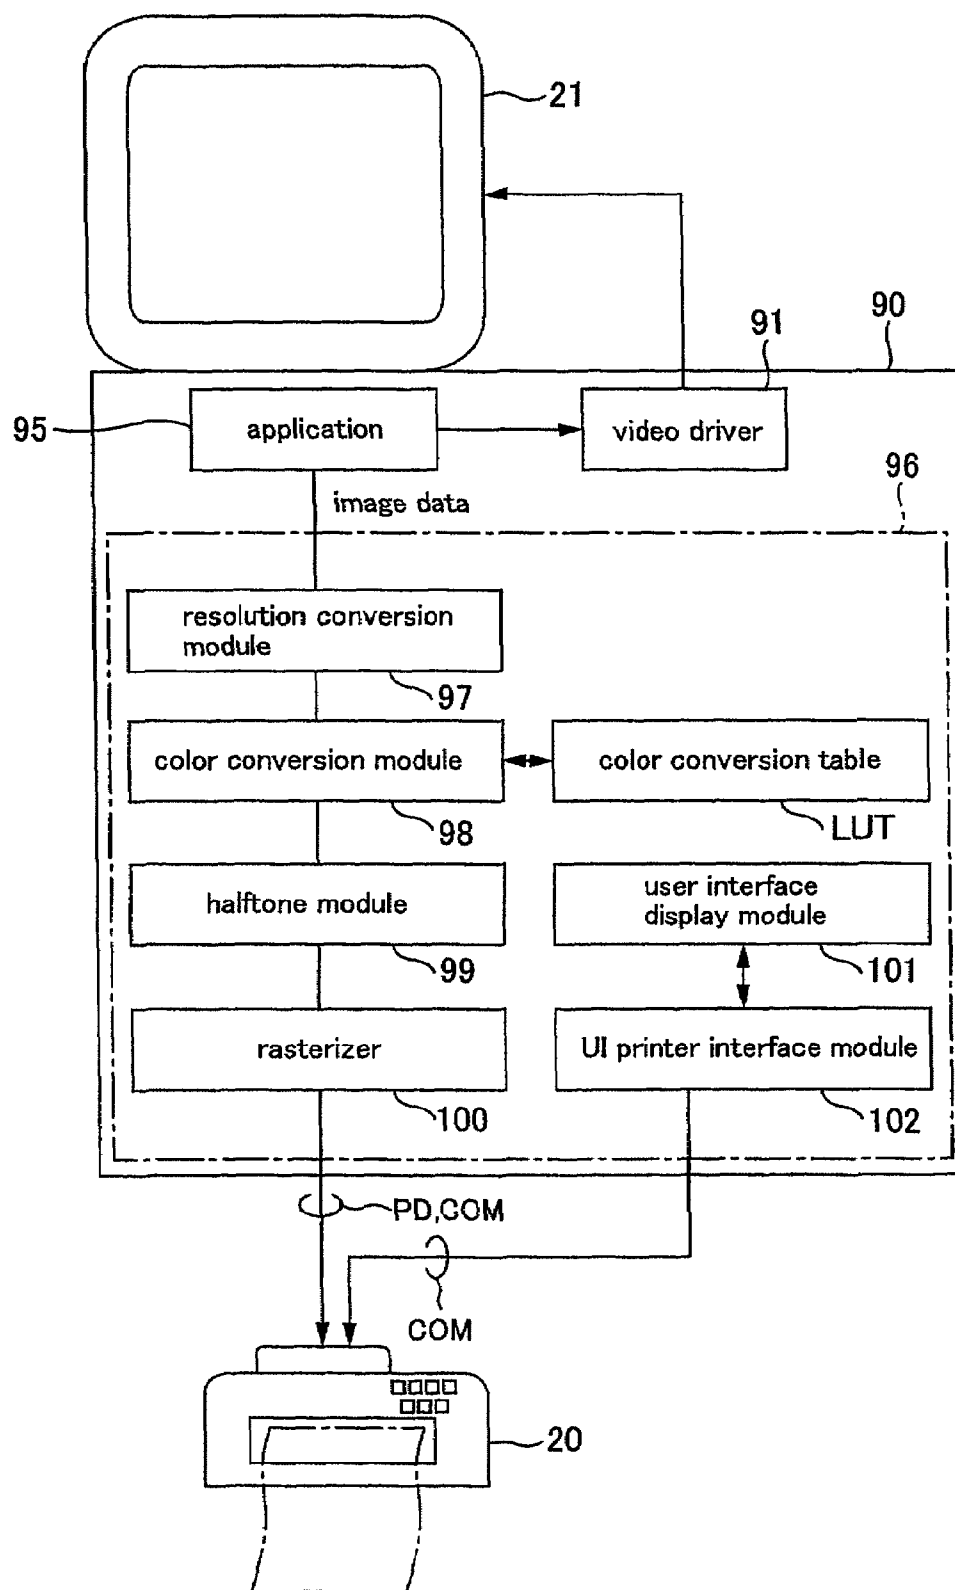 21
90
91
95
application
video driver
96
image data
resolution conversion
module
97
color conversion module
color conversion table
98
LUT
halftone module
user interface
display module
99
101
rasterizer
UI printer interface module
100
102
PD,COM
COM
20